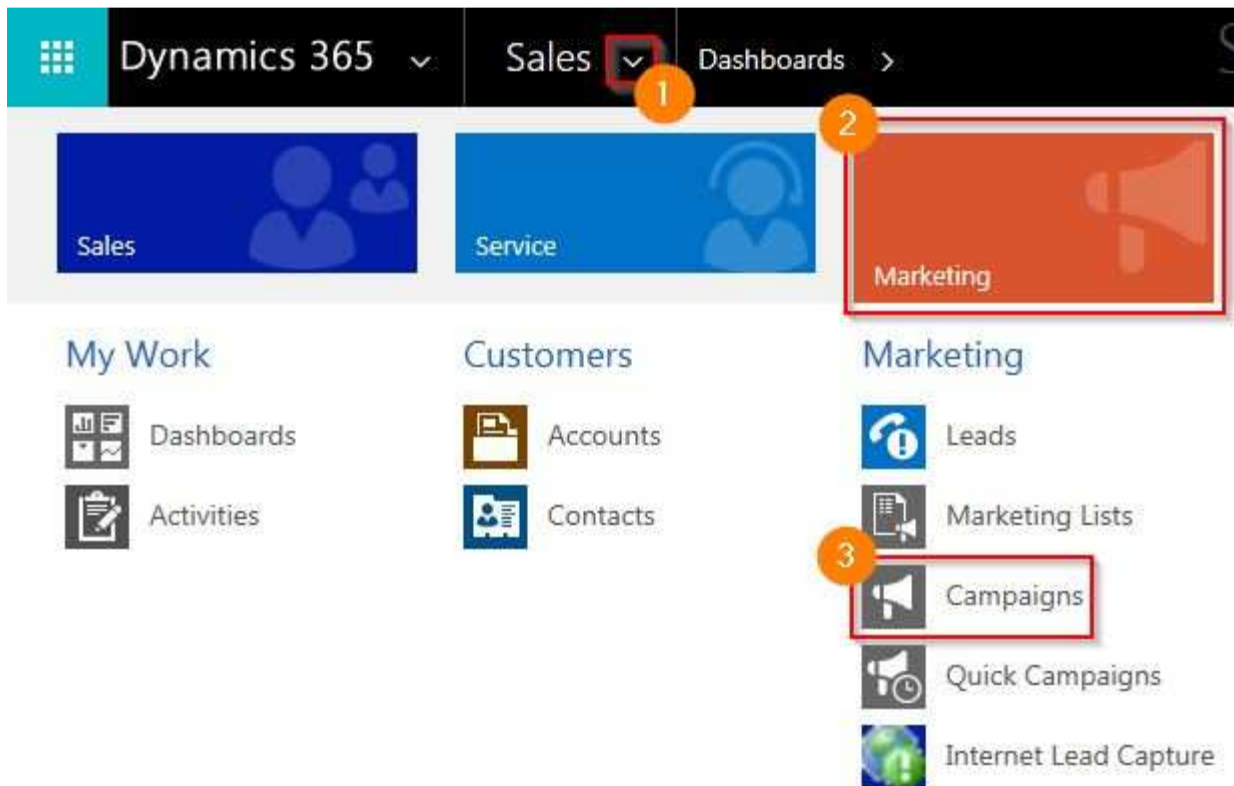 Dynamics 365 Sales Dashboards
1
2
Sales Service Marketing
My Work Customers Marketing
Dashboards Accounts Leads
Activities Contacts Marketing Lists
3
Campaigns
Quick Campaigns
Internet Lead Capture